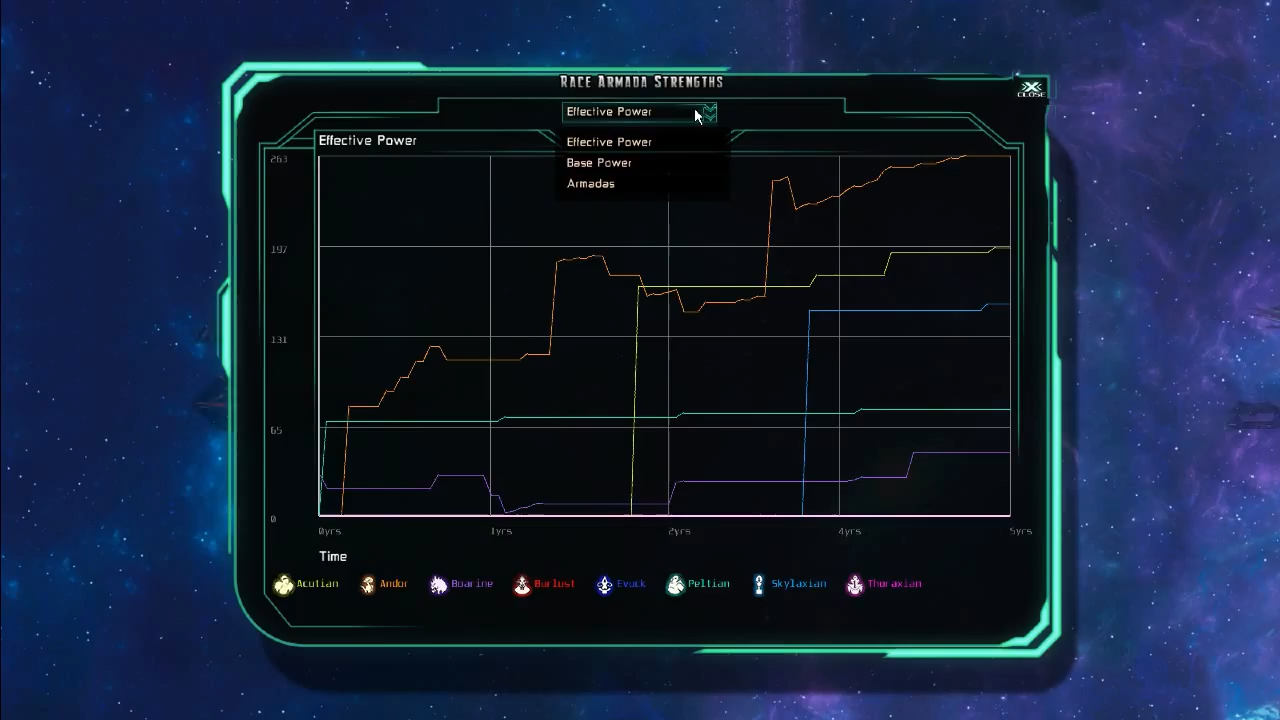 Race Armada Strengths
CLOSE
Effective Power
Effective Power
Effective Power
Base Power
Armadas
263
197
131
65
0
0yrs 1yrs 2yrs 4yrs 5yrs
Time
Acutian Andor Boarine Burlust Evuck Peltian Skylaxian Thoraxian